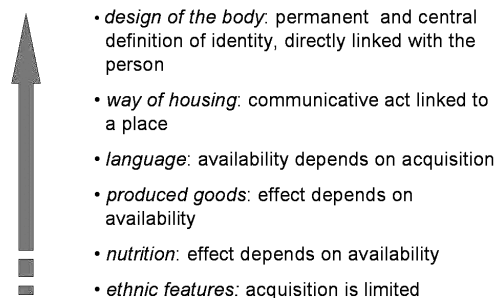 • design of the body: permanent and central
definition of identity, directly linked with the
person
• way of housing: communicative act linked to
a place
• language: availability depends on acquisition
• produced goods: effect depends on
availability
• nutrition: effect depends on availability
• ethnic features: acquisition is limited